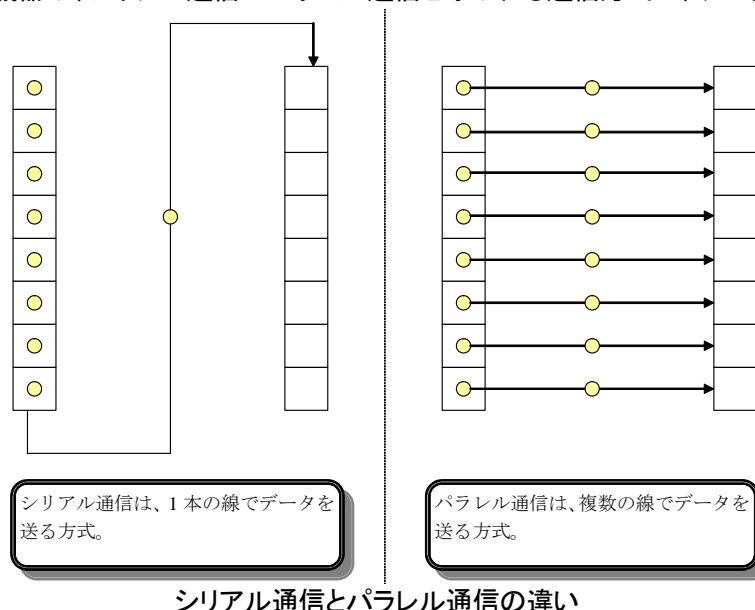 シリアル通信は、1 本の線でデータを
送る方式。
パラレル通信は、複数の線でデータを
送る方式。
シリアル通信とパラレル通信の違い